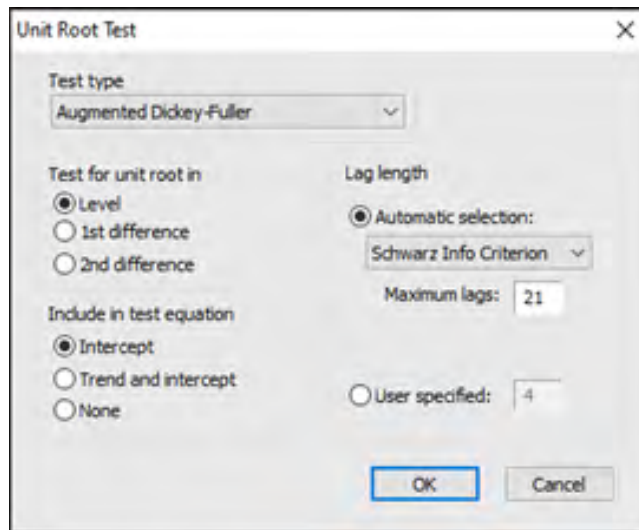 Unit Root Test
Test type
Augmented Dickey-Fuller
Test for unit root in
Level
1st difference
2nd difference
Include in test equation
Intercept
Trend and intercept
None
Lag length
Automatic selection:
Schwarz Info Criterion
Maximum lags: 21
User specified: 4
OK
Cancel